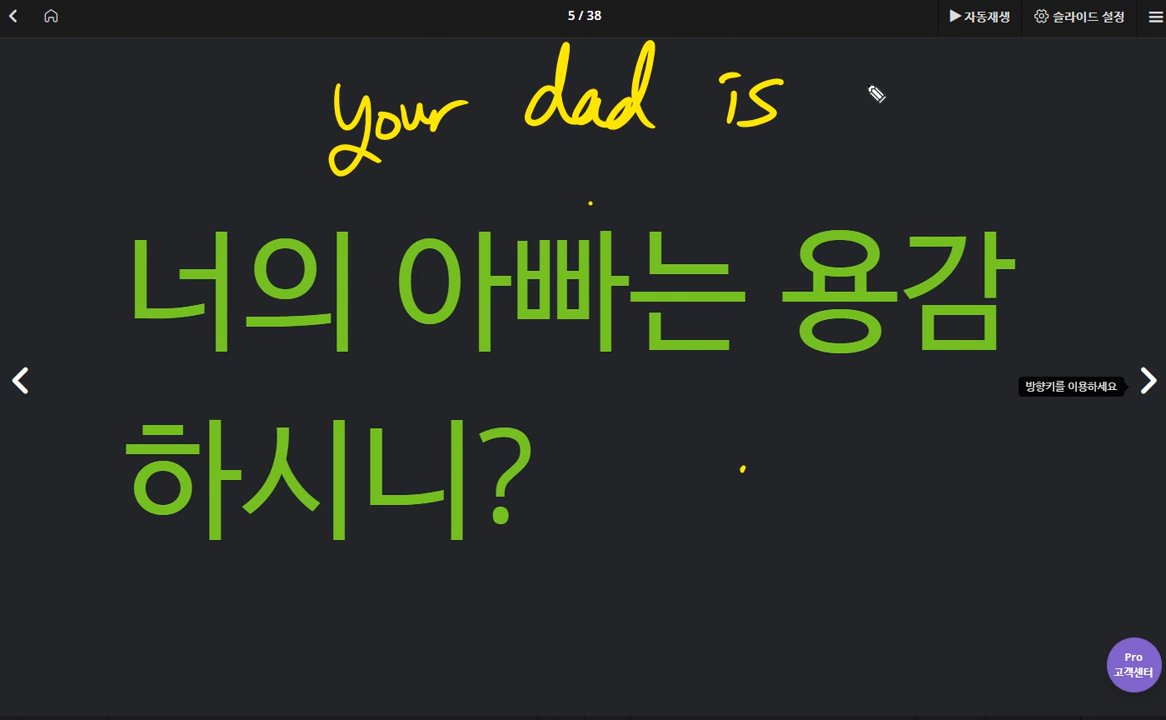 5 / 38
▶ 자동재생
슬라이드 설정
your dad is
너의 아빠는 용감
하시니?
방향키를 이용하세요
Pro
고객센터